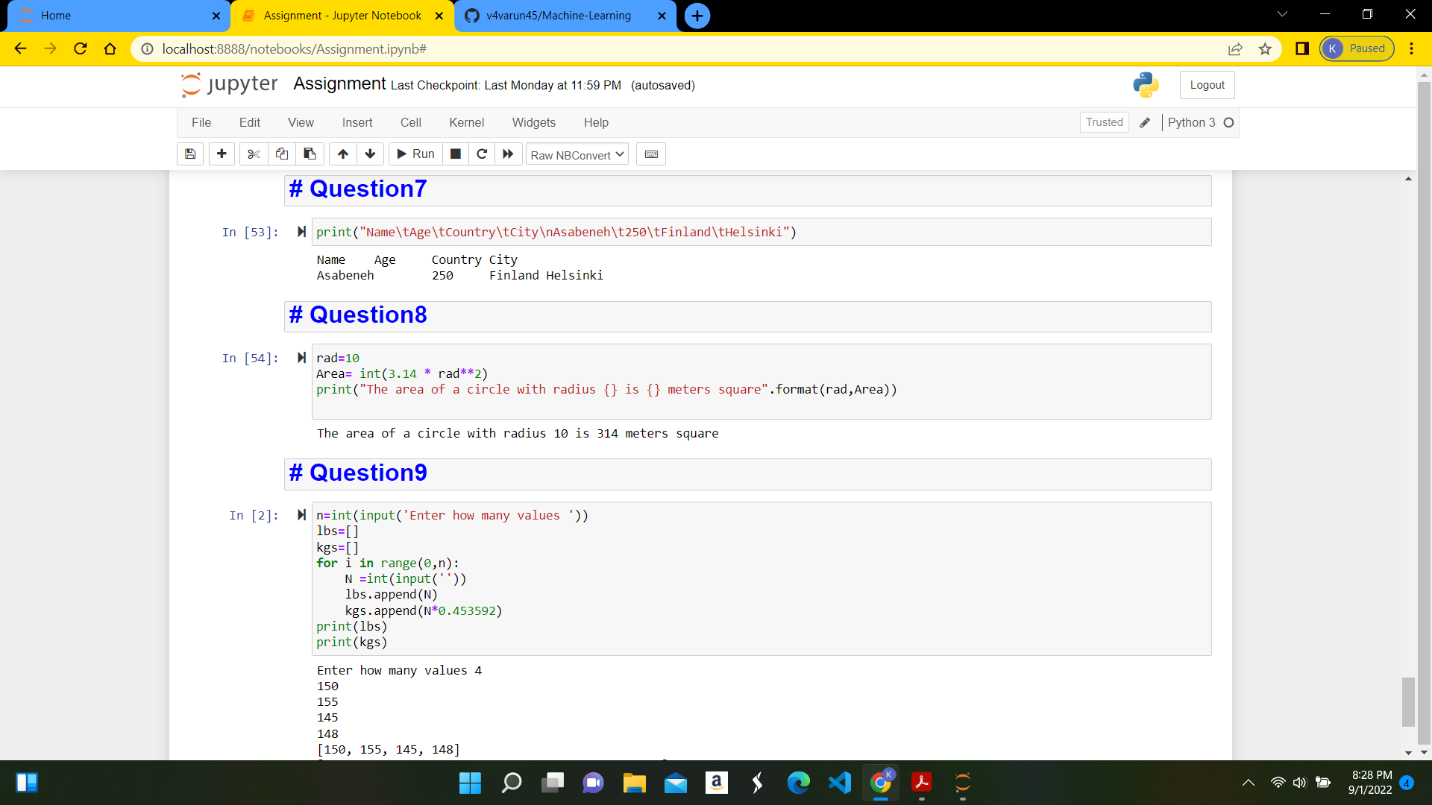 Home
Assignment - Jupyter Notebook
v4varun45/Machine-Learning
localhost:8888/notebooks/Assignment.ipynb#
K Paused
jupyter Assignment Last Checkpoint: Last Monday at 11:59 PM (autosaved)
Logout
File Edit View Insert Cell Kernel Widgets Help
Trusted
Python 3
Run
Raw NBConvert
# Question7
In [53]: print("Name\tAge\tCountry\tCity\nAsabeneh\t250\tFinland\tHelsinki")
Name    Age     Country City
Asabeneh        250     Finland Helsinki
# Question8
In [54]: rad=10
Area= int(3.14 * rad**2)
print("The area of a circle with radius {} is {} meters square".format(rad,Area))
The area of a circle with radius 10 is 314 meters square
# Question9
In [2]: n=int(input('Enter how many values '))
lbs=[]
kgs=[]
for i in range(0,n):
    N =int(input(''))
    lbs.append(N)
    kgs.append(N*0.453592)
print(lbs)
print(kgs)
Enter how many values 4
150
155
145
148
[150, 155, 145, 148]
a
K
8:28 PM
9/1/2022
4